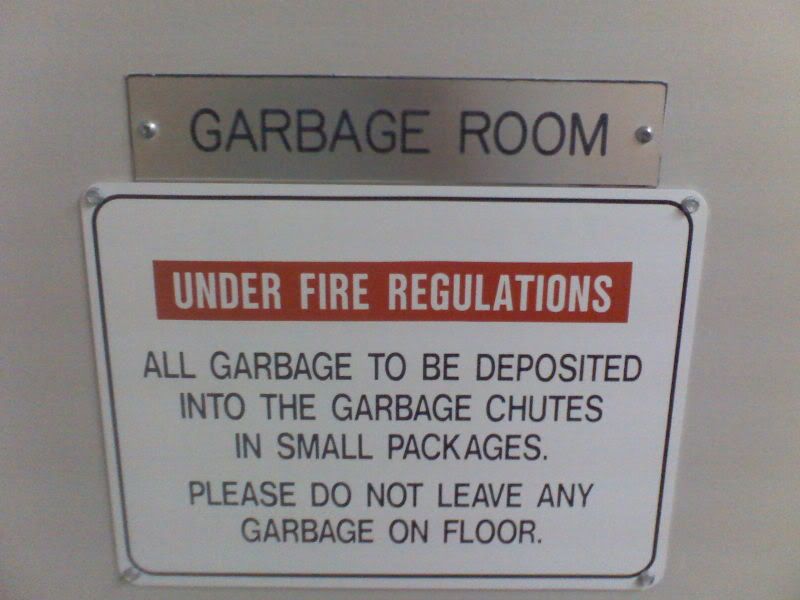 GARBAGE ROOM
UNDER FIRE REGULATIONS
ALL GARBAGE TO BE DEPOSITED
INTO THE GARBAGE CHUTES
IN SMALL PACKAGES.
PLEASE DO NOT LEAVE ANY
GARBAGE ON FLOOR.